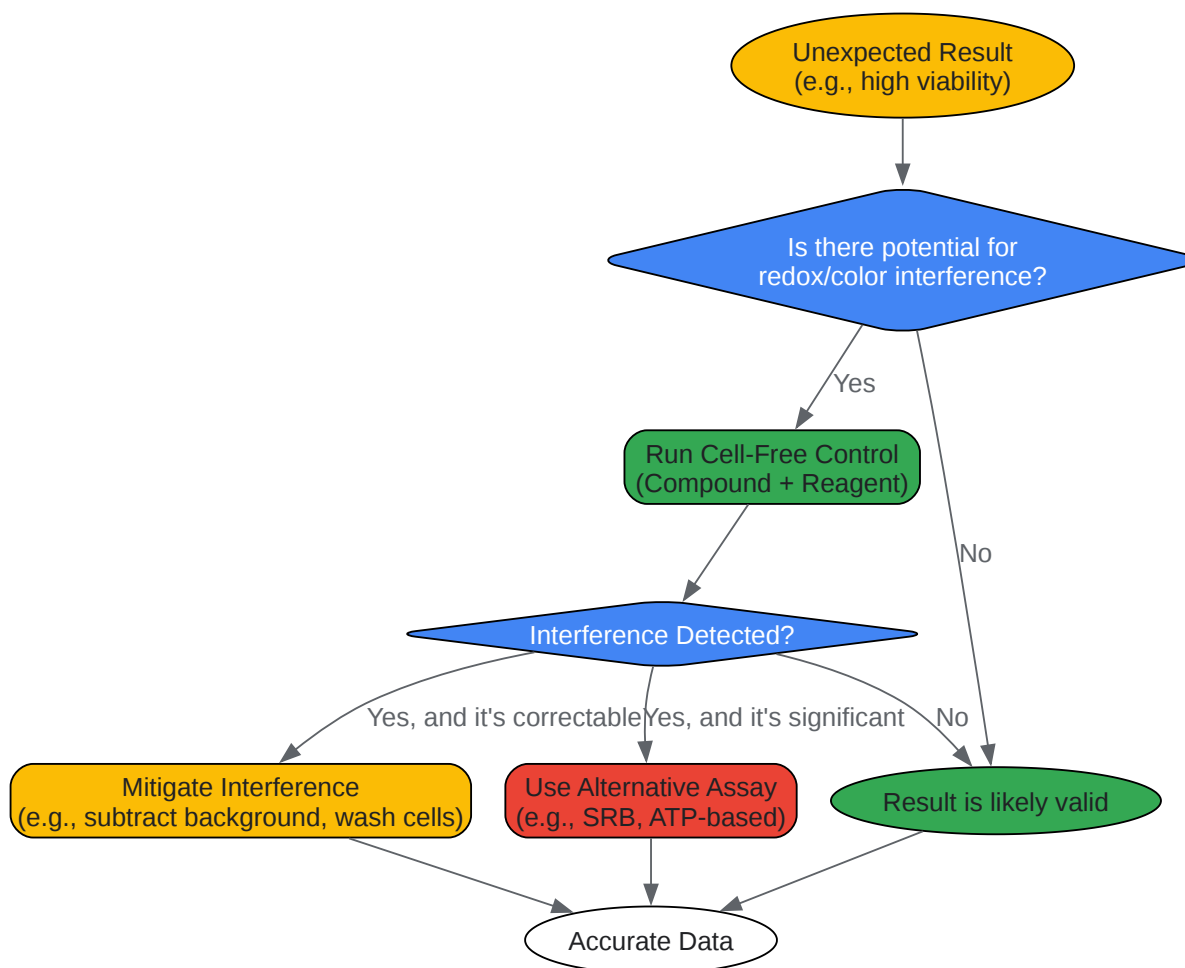 Unexpected Result
(e.g., high viability)
Is there potential for
redox/color interference?
Yes
Run Cell-Free Control
(Compound + Reagent)
No
Interference Detected?
Yes, and it's correctable
Yes, and it's significant
No
Mitigate Interference
(e.g., subtract background, wash cells)
Use Alternative Assay
(e.g., SRB, ATP-based)
Result is likely valid
Accurate Data